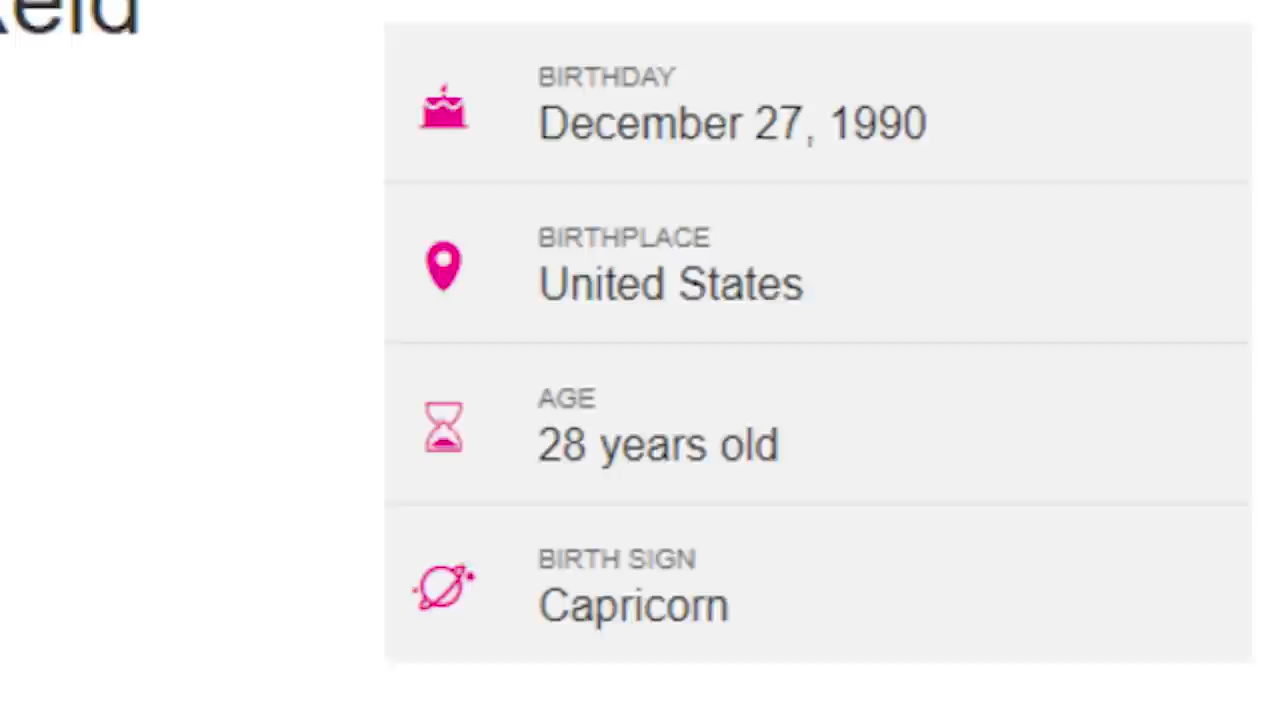 BIRTHDAY
December 27, 1990
BIRTHPLACE
United States
AGE
28 years old
BIRTH SIGN
Capricorn